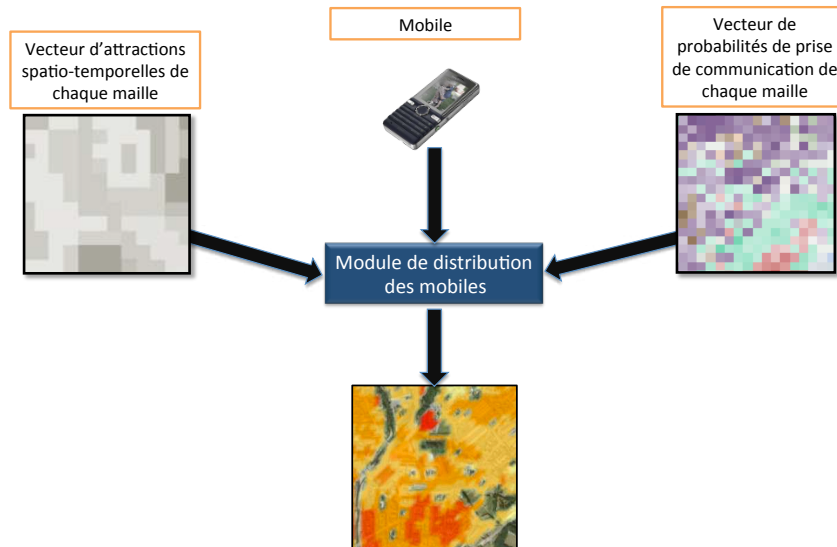 Vecteur d'attractions
spatio-temporelles de
chaque maille
Mobile
Vecteur de
probabilités de prise
de communication de
chaque maille
Module de distribution
des mobiles